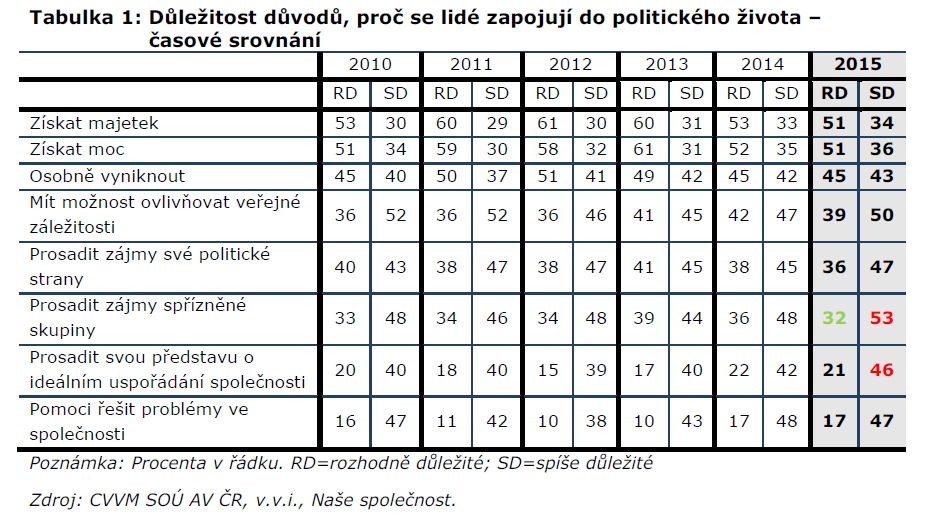 Tabulka 1: Důležitost důvodů, proč se lidé zapojují do politického života –
časové srovnání
2010 2011 2012 2013 2014 2015
RD SD RD SD RD SD RD SD RD SD RD SD
Získat majetek 53 30 60 29 61 30 60 31 53 33 51 34
Získat moc 51 34 59 30 58 32 61 31 52 35 51 36
Osobně vyniknout 45 40 50 37 51 41 49 42 45 42 45 43
Mít možnost ovlivňovat veřejné
záležitosti 36 52 36 52 36 46 41 45 42 47 39 50
Prosadit zájmy své politické
strany 40 43 38 47 38 47 41 45 38 45 36 47
Prosadit zájmy spřízněné
skupiny 33 48 34 46 34 48 39 44 36 48 32 53
Prosadit svou představu o
ideálním uspořádání společnosti 20 40 19 40 15 39 17 40 22 42 21 46
Pomoci řešit problémy ve
společnosti 16 47 11 42 10 38 10 43 17 48 17 47
Poznámka: Procenta v řádku. RD=rozhodně důležité; SD=spíše důležité
Zdroj: CVVM SOÚ AV ČR, v.v.i., Naše společnost.